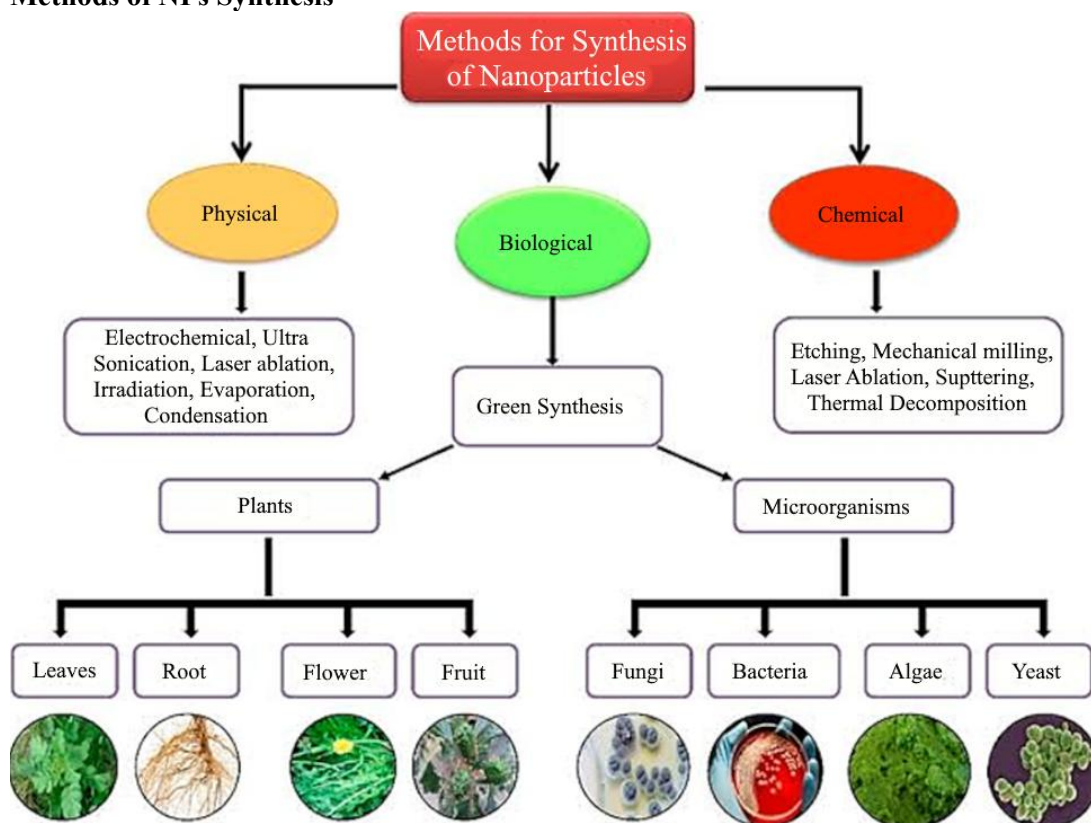 Methods of NPs Synthesis
Methods for Synthesis
of Nanoparticles
Physical
Biological
Chemical
Electrochemical, Ultra
Sonication, Laser ablation,
Irradiation, Evaporation,
Condensation
Green Synthesis
Etching, Mechanical milling,
Laser Ablation, Supttering,
Thermal Decomposition
Plants
Microorganisms
Leaves
Root
Flower
Fruit
Fungi
Bacteria
Algae
Yeast